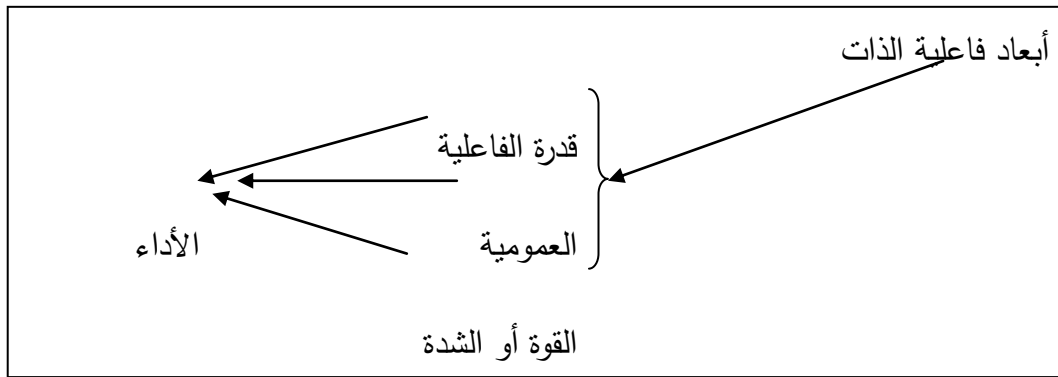 أبعاد فاعلية الذات
قدرة الفاعلية
العمومية
الأداء
القوة أو الشدة